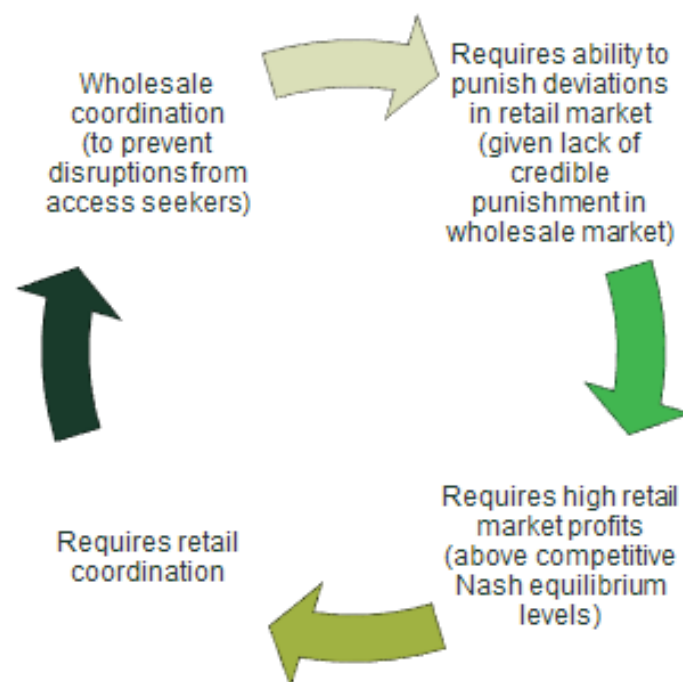 Wholesale
coordination
(to prevent
disruptions from
access seekers)
Requires ability to
punish deviations
in retail market
(given lack of
credible
punishment in
wholesale market)
Requires high retail
market profits
(above competitive
Nash equilibrium
levels)
Requires retail
coordination